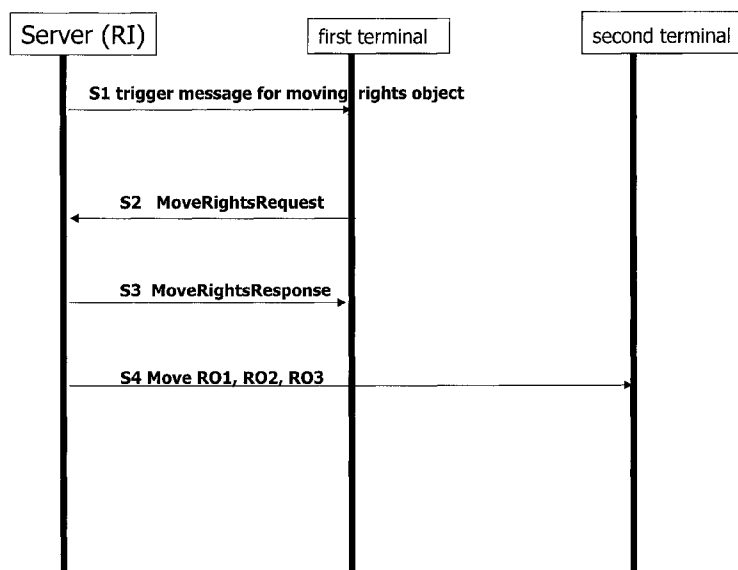 Server (RI)
first terminal
second terminal
S1 trigger message for moving rights object
S2 MoveRightsRequest
S3 MoveRightsResponse
S4 Move RO1, RO2, RO3